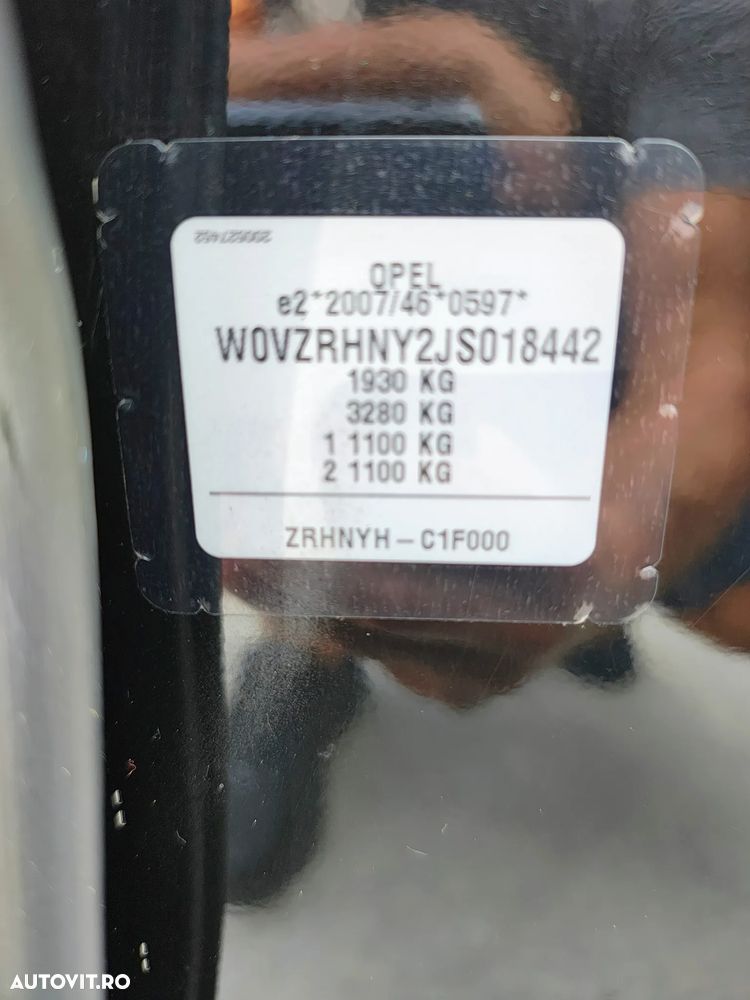 200527462
OPEL
e2*2007/46*0597*
W0VZRHNY2JS018442
1930 KG
3280 KG
1 1100 KG
2 1100 KG
ZRHNYH - C1F000
AUTOVIT.RO